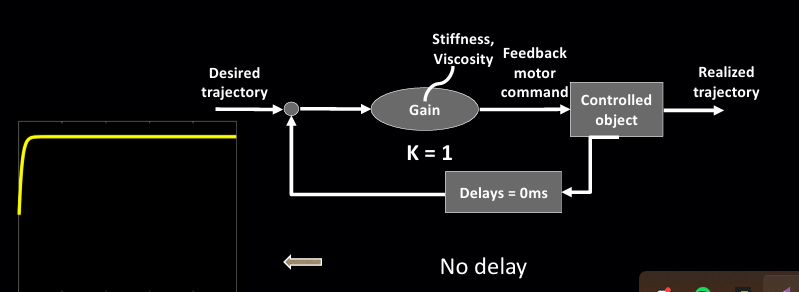 Stiffness,
Viscosity
Feedback
motor
command
Desired
trajectory
Realized
trajectory
Gain
Controlled
object
K = 1
Delays = 0ms
No delay